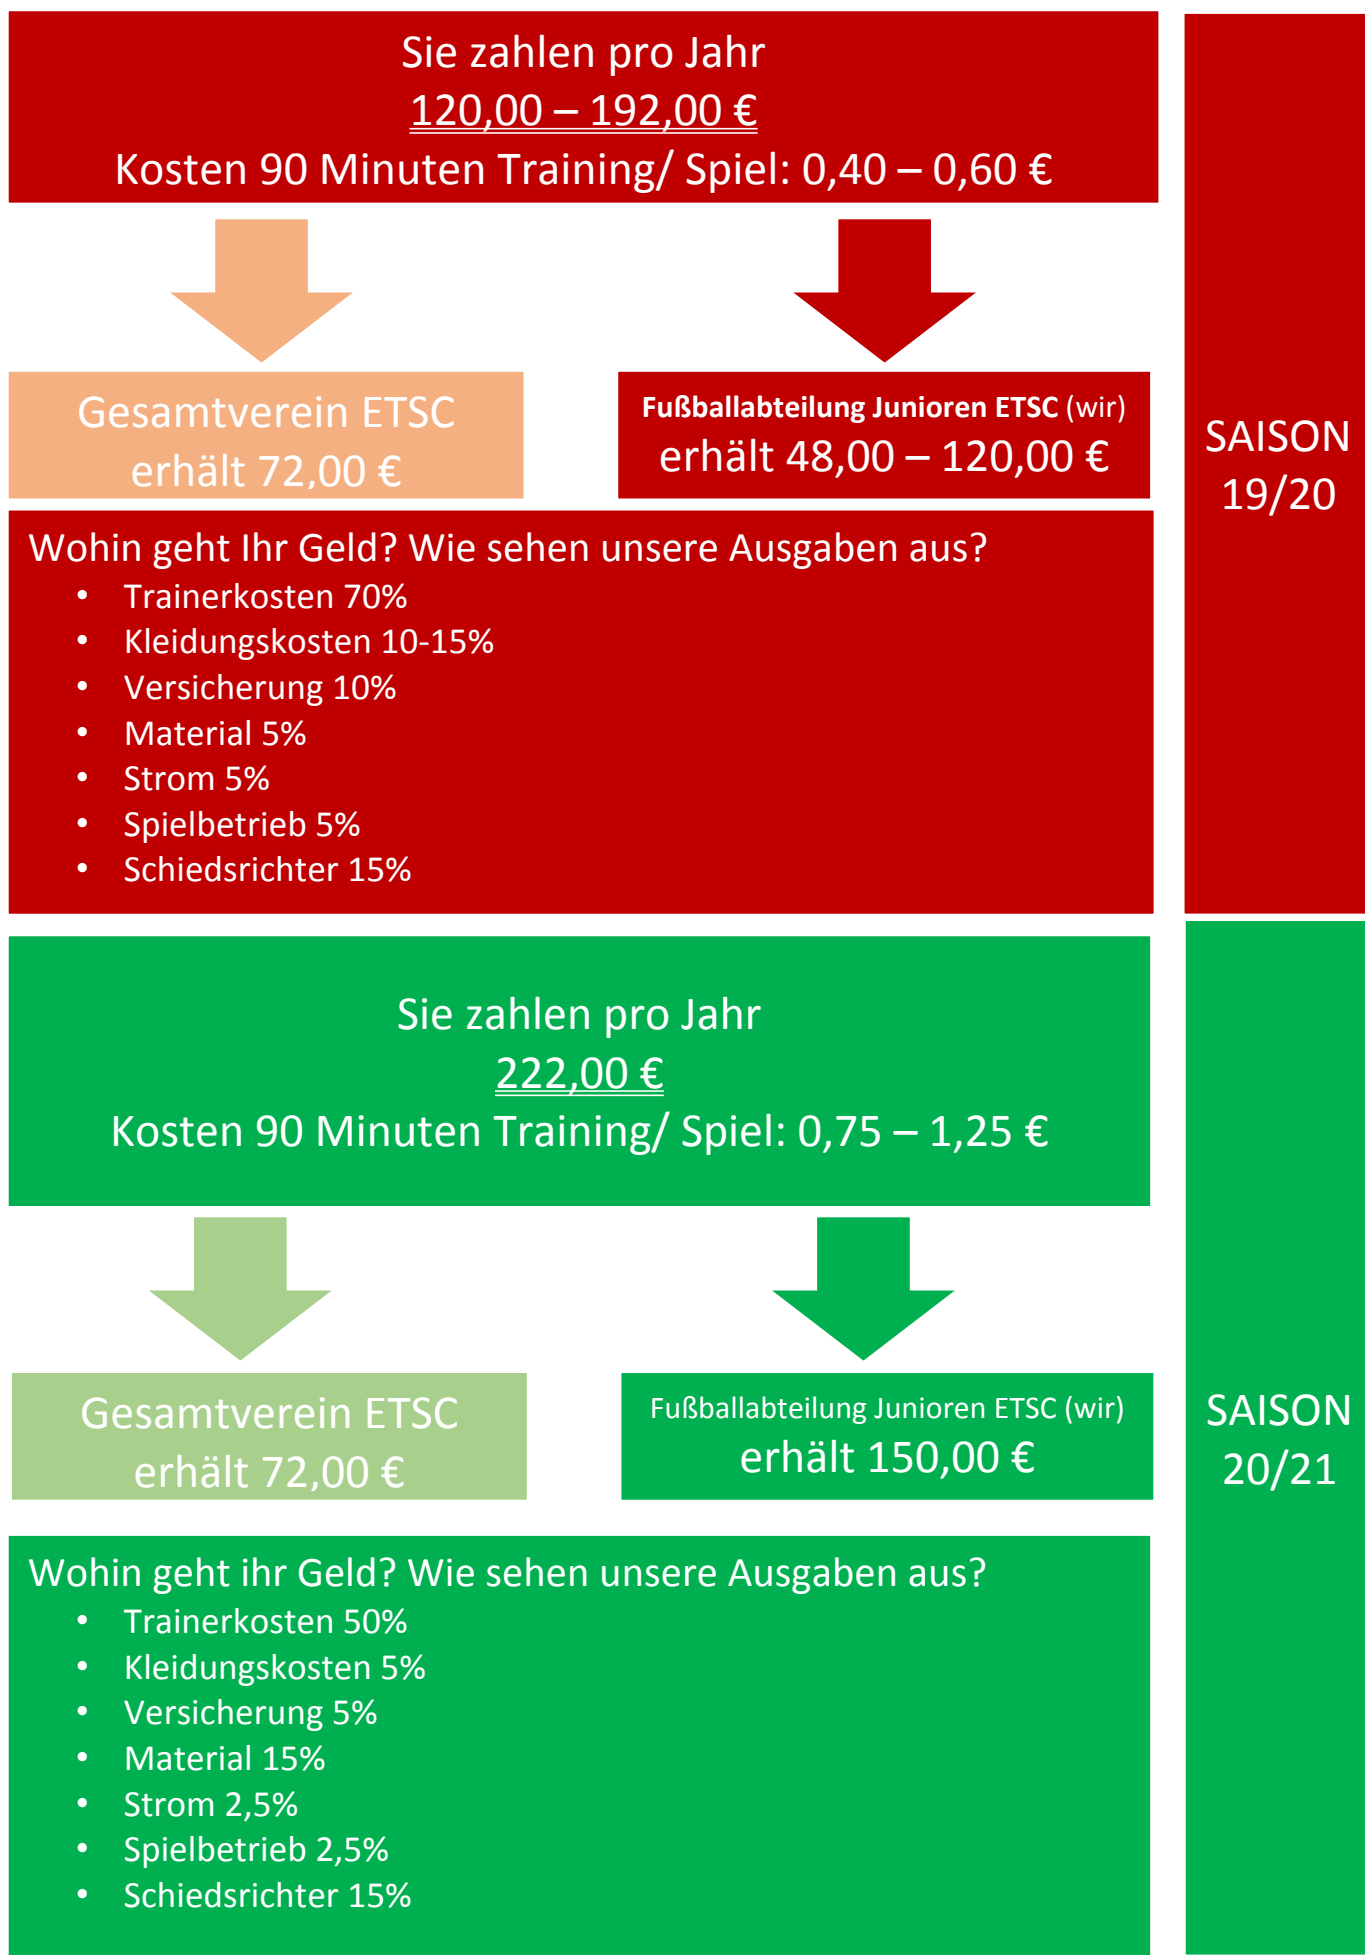 Sie zahlen pro Jahr
120,00 – 192,00 €
Kosten 90 Minuten Training/ Spiel: 0,40 – 0,60 €
Gesamtverein ETSC
erhält 72,00 €
Fußballabteilung Junioren ETSC (wir)
erhält 48,00 – 120,00 €
SAISON
19/20
Wohin geht Ihr Geld? Wie sehen unsere Ausgaben aus?
• Trainerkosten 70%
• Kleidungskosten 10-15%
• Versicherung 10%
• Material 5%
• Strom 5%
• Spielbetrieb 5%
• Schiedsrichter 15%
Sie zahlen pro Jahr
222,00 €
Kosten 90 Minuten Training/ Spiel: 0,75 – 1,25 €
Gesamtverein ETSC
erhält 72,00 €
Fußballabteilung Junioren ETSC (wir)
erhält 150,00 €
SAISON
20/21
Wohin geht ihr Geld? Wie sehen unsere Ausgaben aus?
• Trainerkosten 50%
• Kleidungskosten 5%
• Versicherung 5%
• Material 15%
• Strom 2,5%
• Spielbetrieb 2,5%
• Schiedsrichter 15%